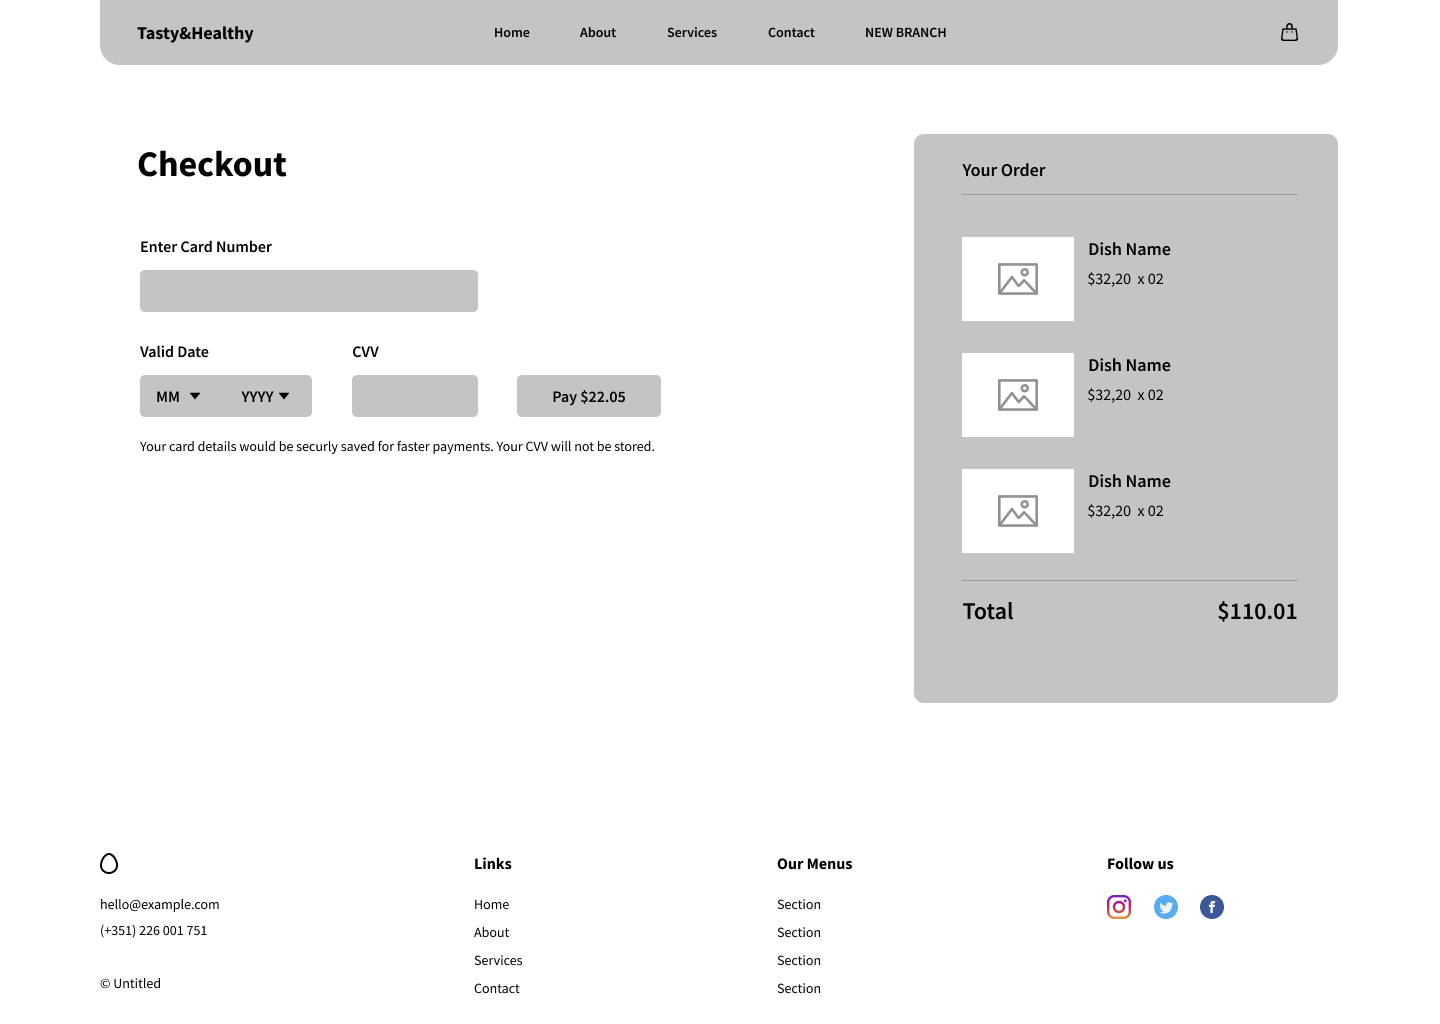 Tasty&Healthy
Home About Services Contact NEW BRANCH
Checkout
Enter Card Number
Valid Date CVV
MM YYYY Pay $22.05
Your card details would be securly saved for faster payments. Your CVV will not be stored.
Your Order
Dish Name
$32,20 x 02
Dish Name
$32,20 x 02
Dish Name
$32,20 x 02
Total $110.01
hello@example.com
(+351) 226 001 751
© Untitled
Links
Home
About
Services
Contact
Our Menus
Section
Section
Section
Section
Follow us